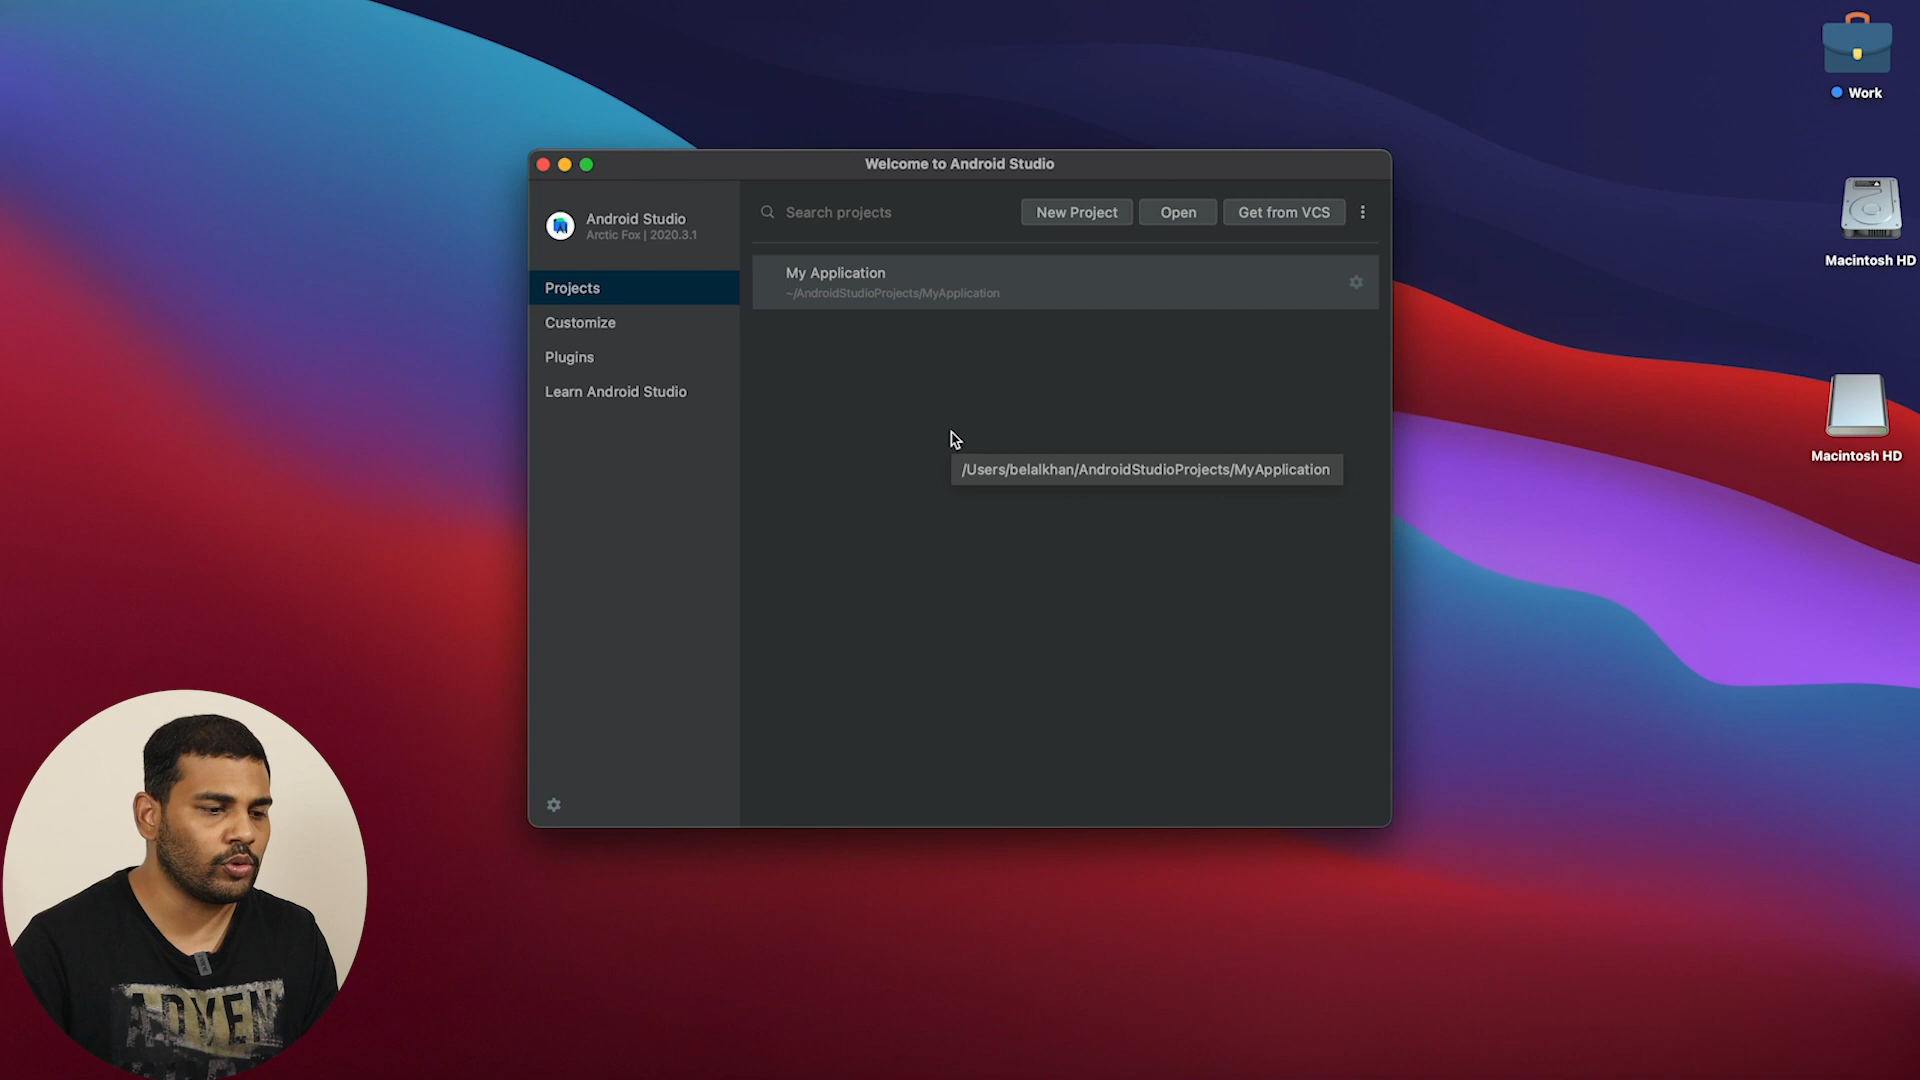 Work
Macintosh HD
Macintosh HD
Welcome to Android Studio
Android Studio
Arctic Fox | 2020.3.1
Projects
Customize
Plugins
Learn Android Studio
Search projects
New Project
Open
Get from VCS
My Application
~/AndroidStudioProjects/MyApplication
/Users/belalkhan/AndroidStudioProjects/MyApplication
ADVEN